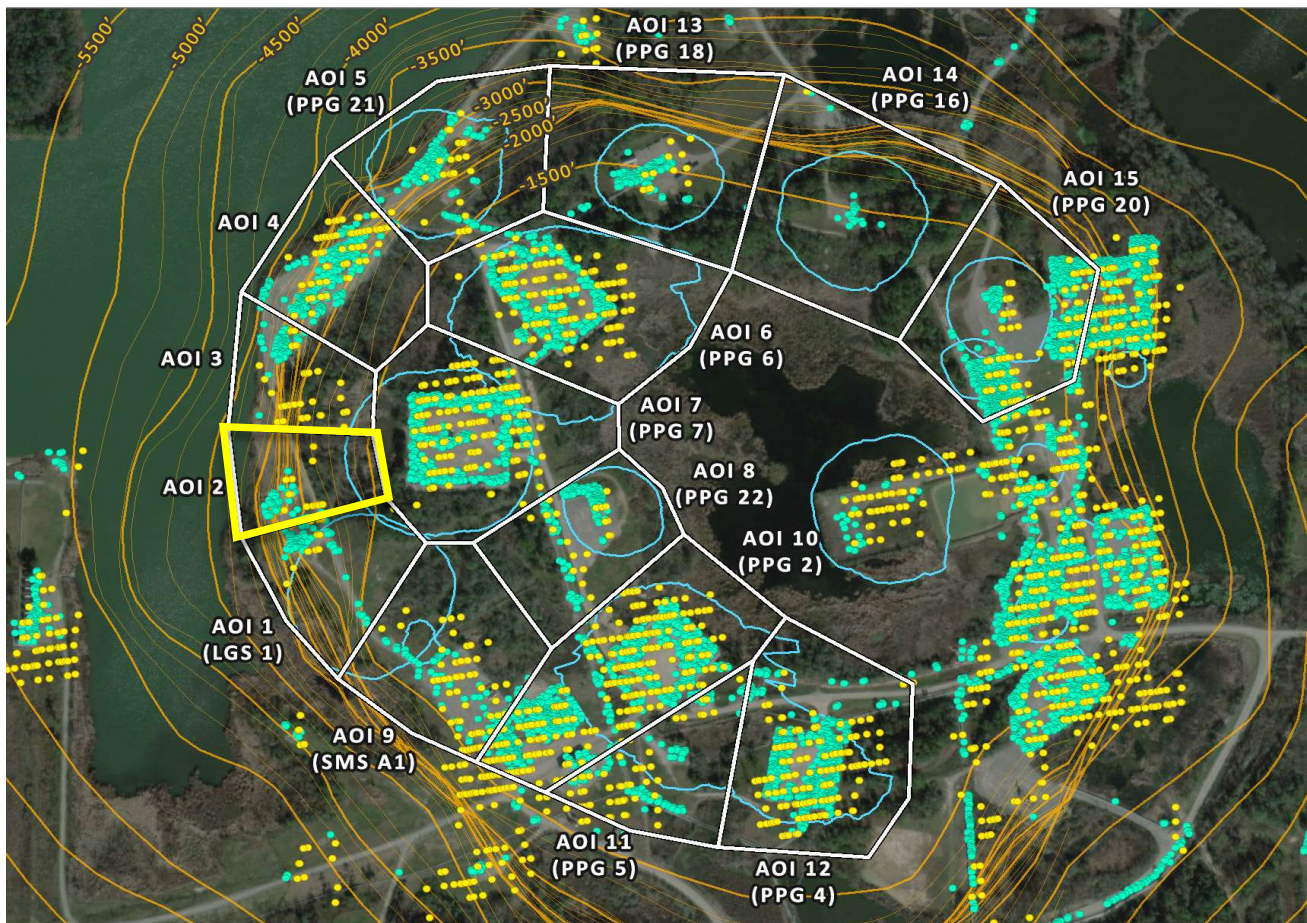 -5500'
-5000'
-4500'
-4000'
-3500'
-3000'
-2500'
-2000'
-1500'
AOI 13
(PPG 18)
AOI 14
(PPG 16)
AOI 5
(PPG 21)
AOI 15
(PPG 20)
AOI 4
AOI 3
AOI 6
(PPG 6)
AOI 7
(PPG 7)
AOI 2
AOI 8
(PPG 22)
AOI 10
(PPG 2)
AOI 1
(LGS 1)
AOI 9
(SMS A1)
AOI 11
(PPG 5)
AOI 12
(PPG 4)